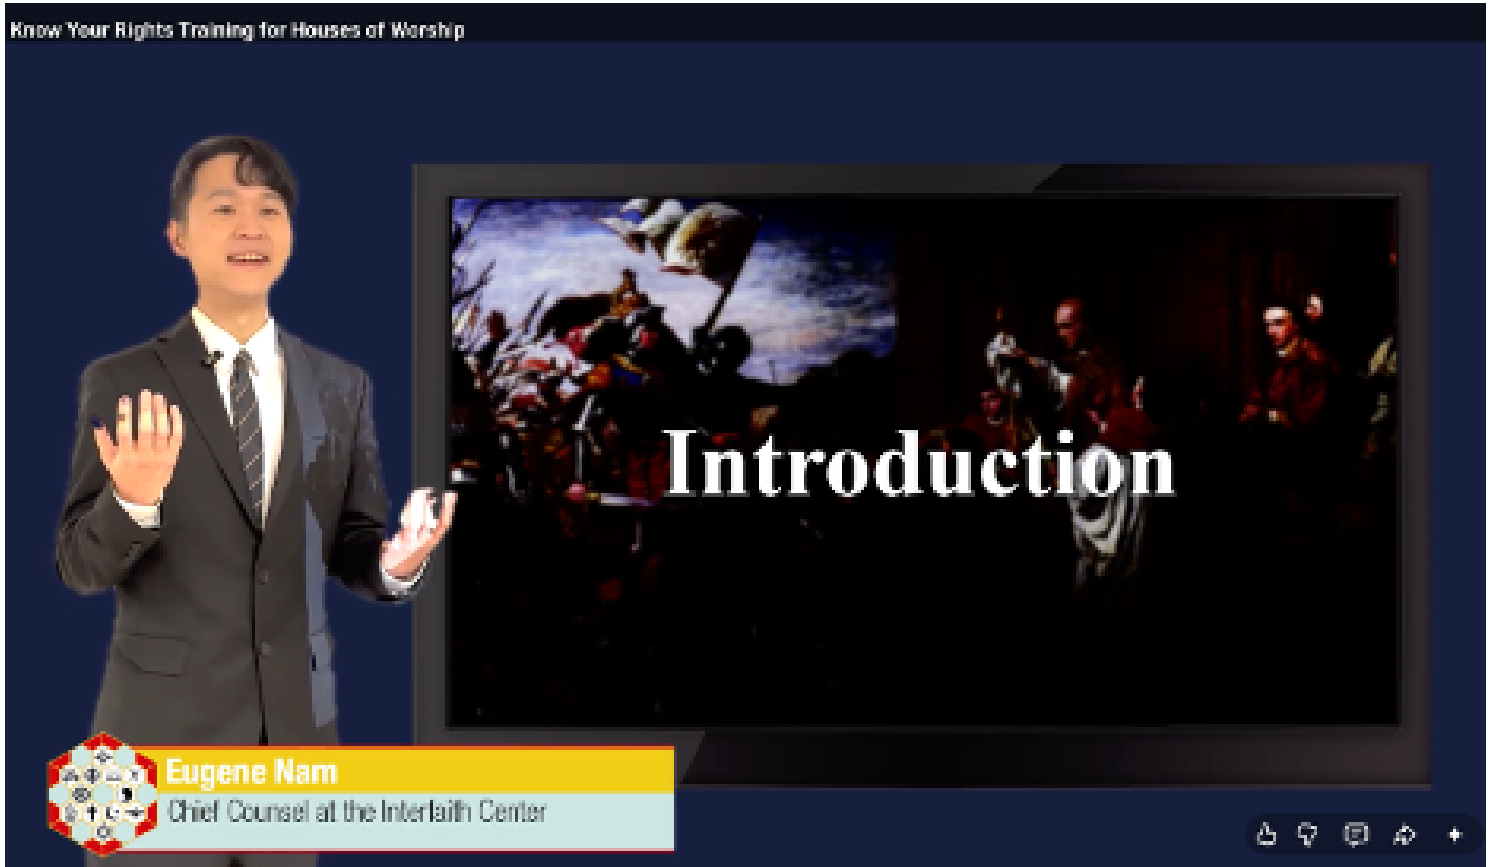 Know Your Rights Training for Houses of Worship
Introduction
Eugene Nam
Chief Counsel at the Interfaith Center